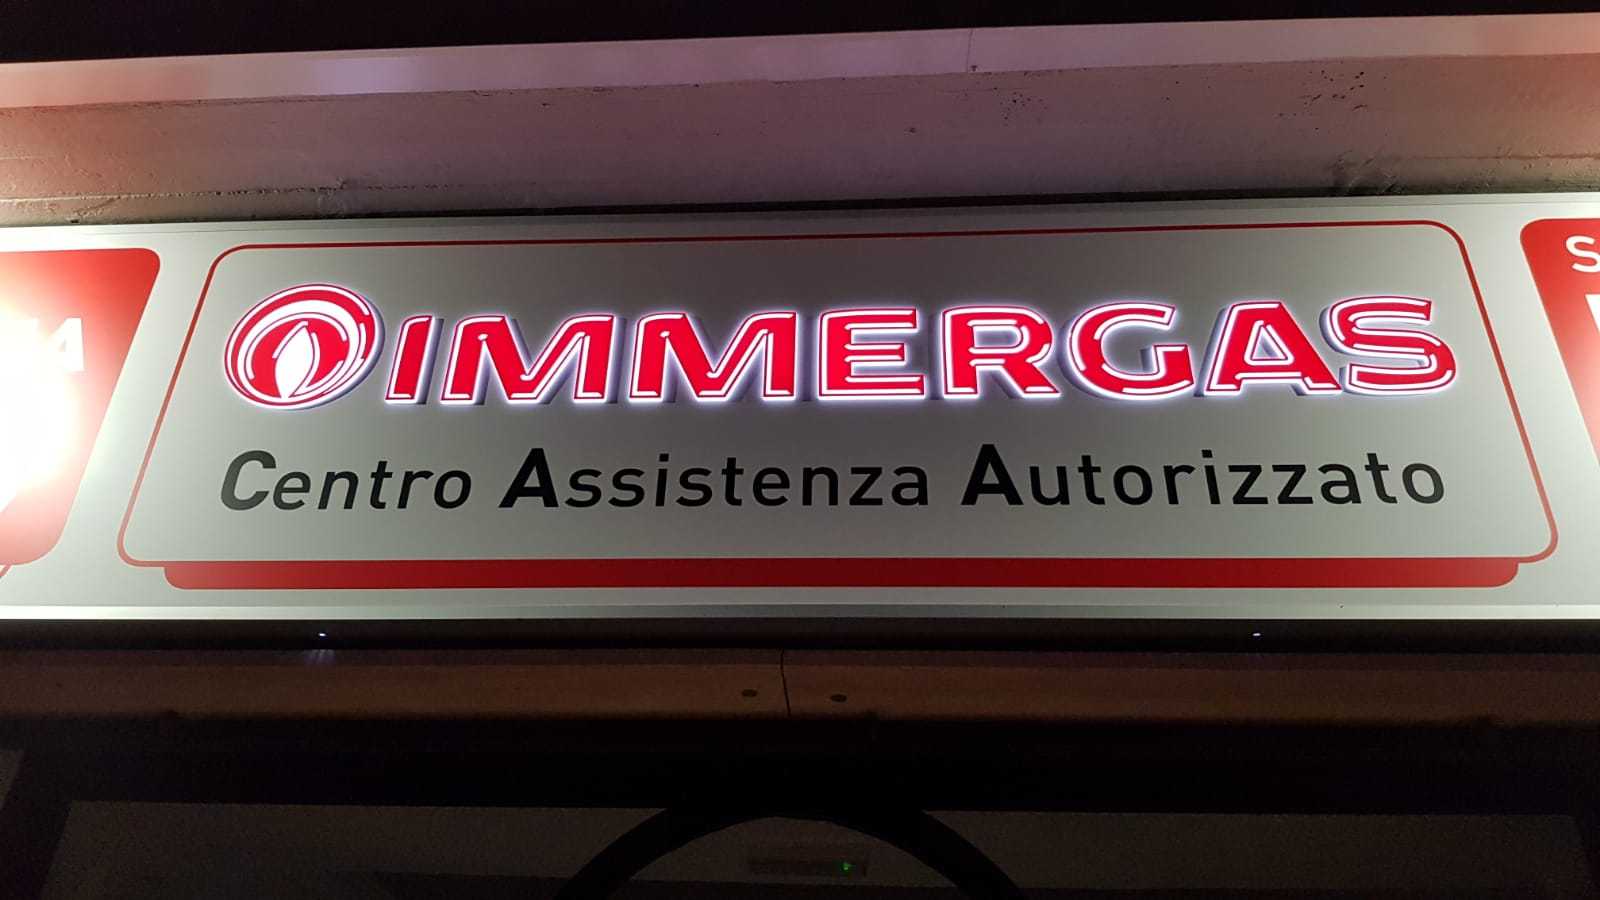 IMMERGAS
Centro Assistenza Autorizzato